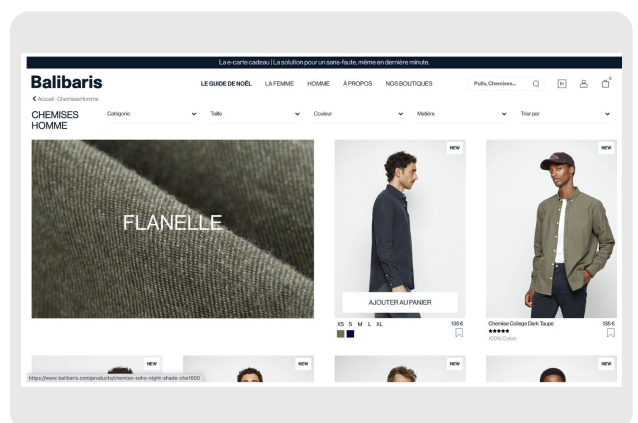 La e-carte cadeau | La solution pour un sans-faute, même en dernière minute.
Balibaris
LE GUIDE DE NOËL LA FEMME HOMME À PROPOS NOS BOUTIQUES
Pulls, Chemises...
Fr
0
Accueil · Chemises Homme
CHEMISES
HOMME
Catégorie Taille Couleur Matière Trier par
FLANELLE
NEW
NEW
AJOUTER AU PANIER
XS S M L XL 135 €
Chemise College Dark Taupe 135 €
★★★★★
100% Coton
NEW
NEW
NEW
NEW
https://www.balibaris.com/products/chemise-soho-night-shade-che1600